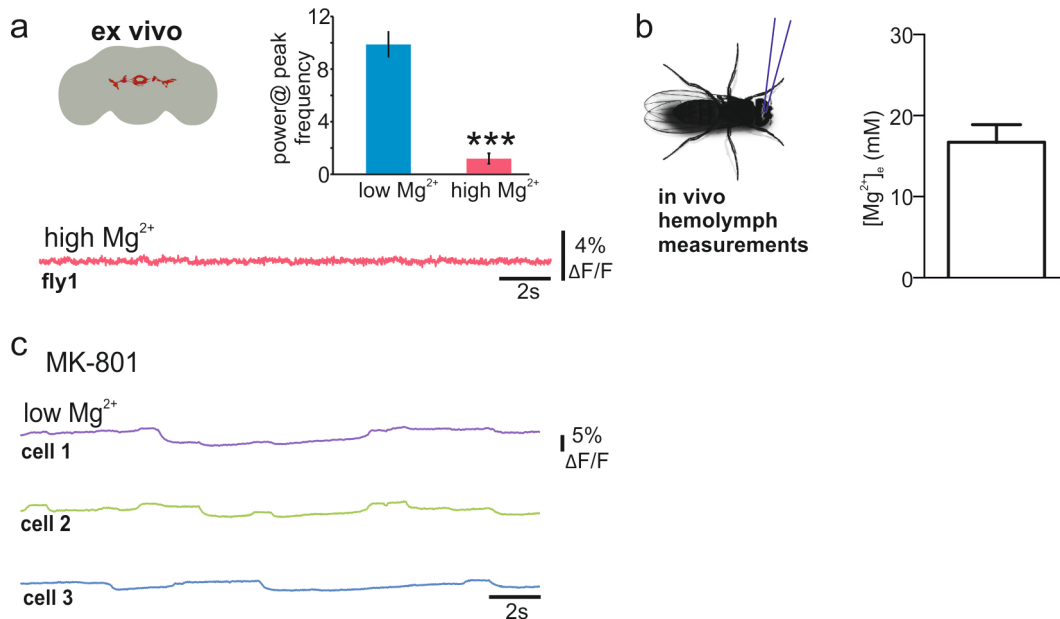 a
ex vivo
power@ peak
frequency
12
8
4
0
***
low Mg²⁺
high Mg²⁺
high Mg²⁺
fly1
4%
ΔF/F
2s
b
in vivo
hemolymph
measurements
[Mg²⁺]ₑ (mM)
30
20
10
0
c
MK-801
low Mg²⁺
cell 1
5%
ΔF/F
cell 2
cell 3
2s